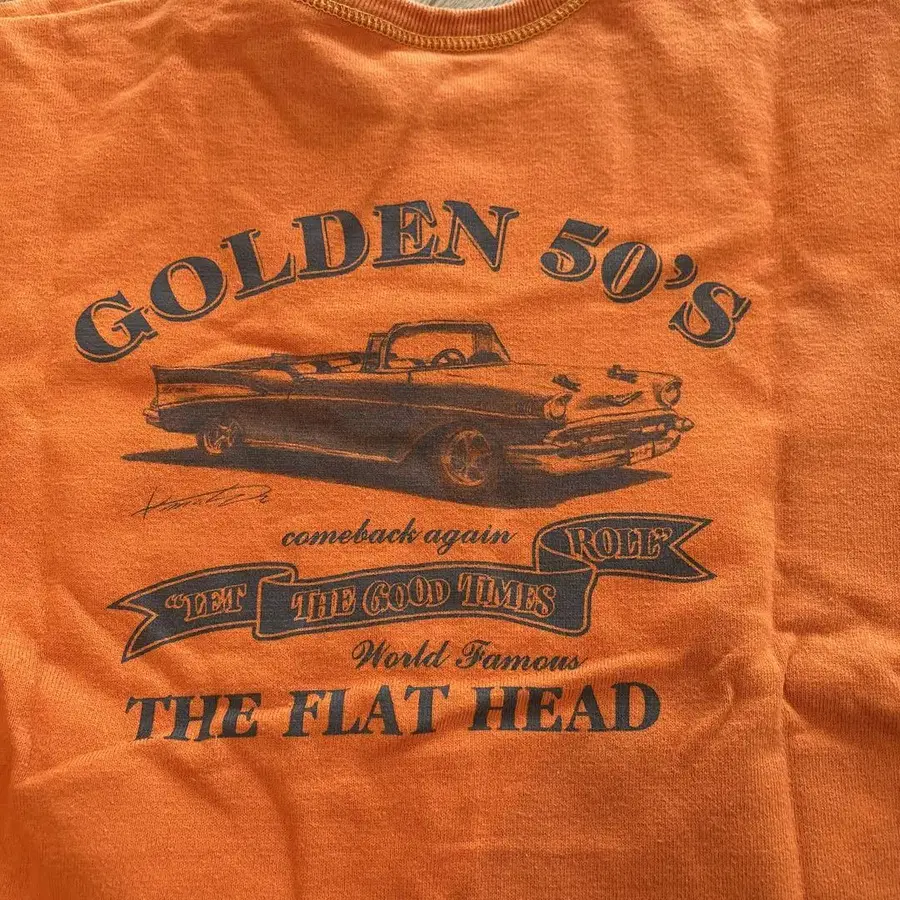 GOLDEN 50'S
comeback again
"LET THE GOOD TIMES ROLL"
World Famous
THE FLAT HEAD